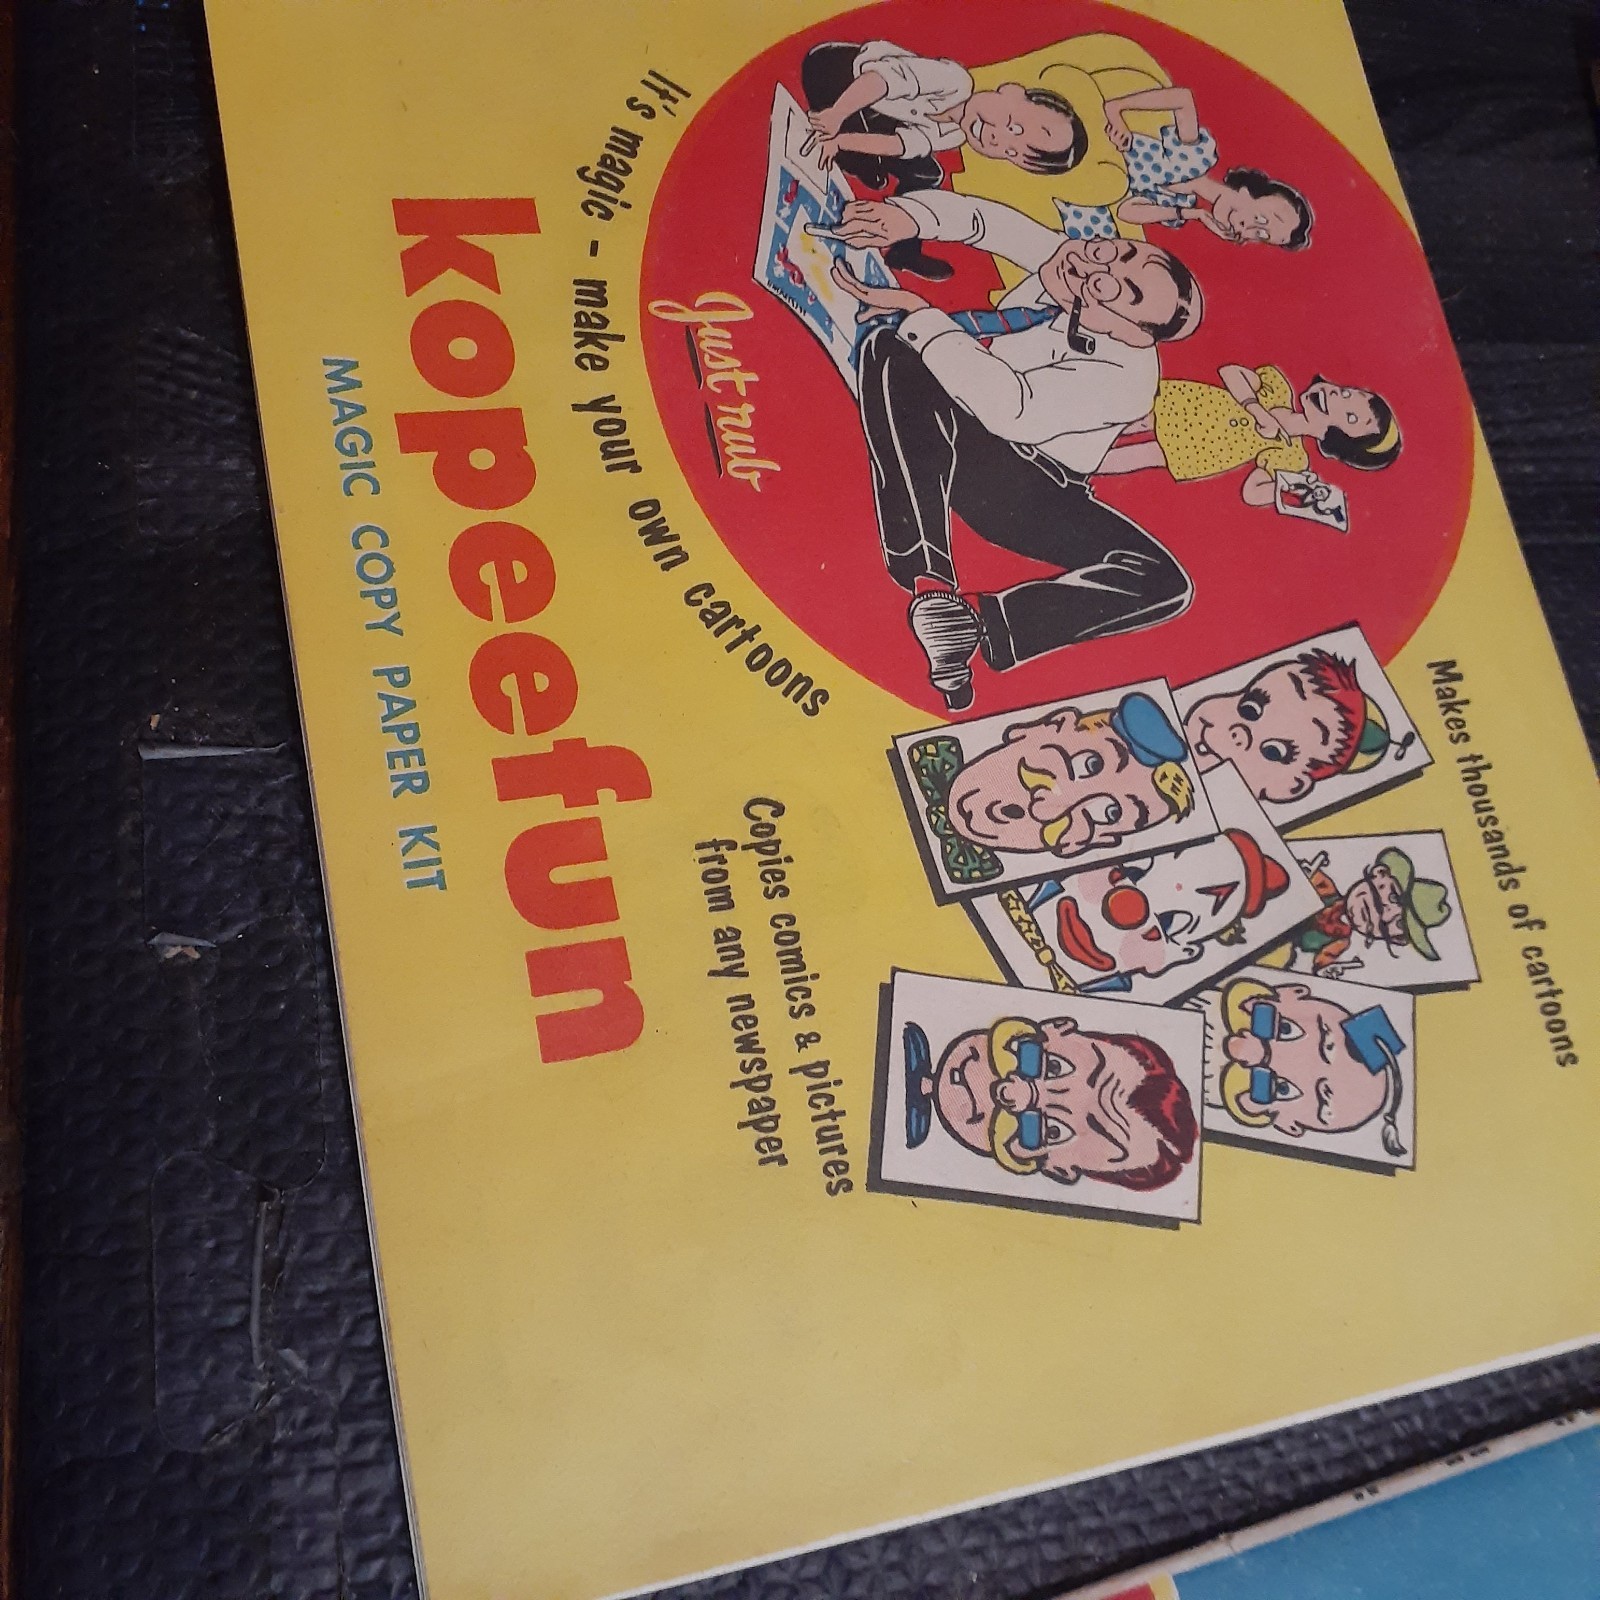 Makes thousands of cartoons
Just rub
It's magic - make your own cartoons
Copies comics & pictures
from any newspaper
kopeefun
MAGIC COPY PAPER KIT